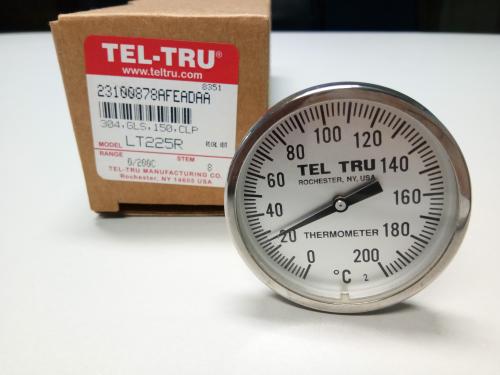 TEL-TRU®
www.teltru.com
8351
23100878AFEADAA
304,GLS,150,CLP
MODEL LT225R
RANGE STEM
0/200C 8
TEL-TRU MANUFACTURING CO.
Rochester, NY 14605 USA
0 20 40 60 80 100 120 140 160 180 200
TEL TRU
ROCHESTER, NY, USA
THERMOMETER
°C 2